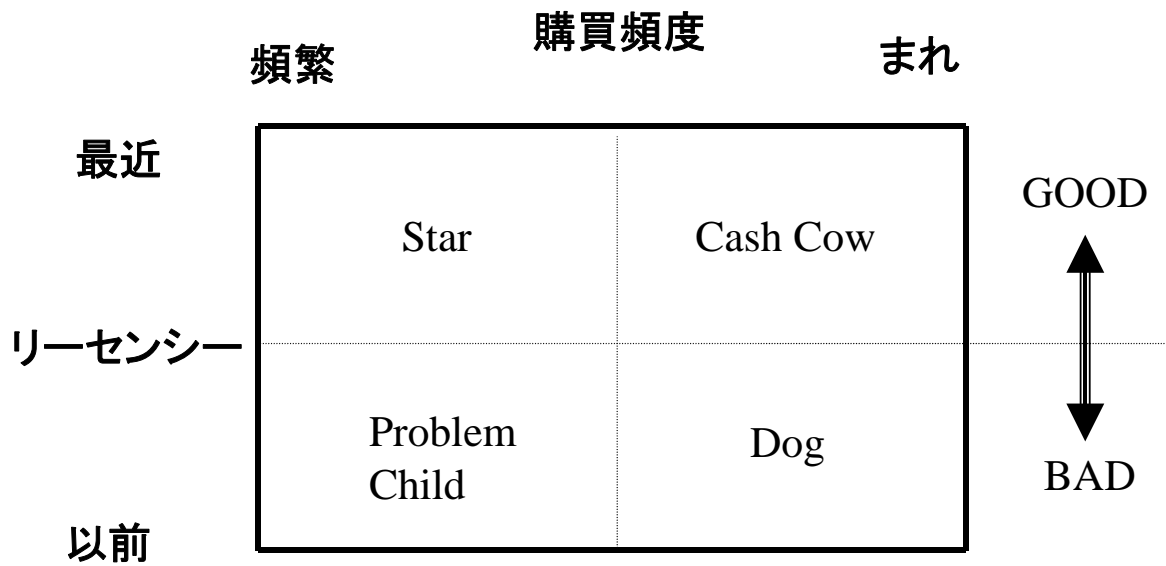 購買頻度
頻繁
まれ
最近
GOOD
Star
Cash Cow
リーセンシー
Problem
Child
Dog
BAD
以前